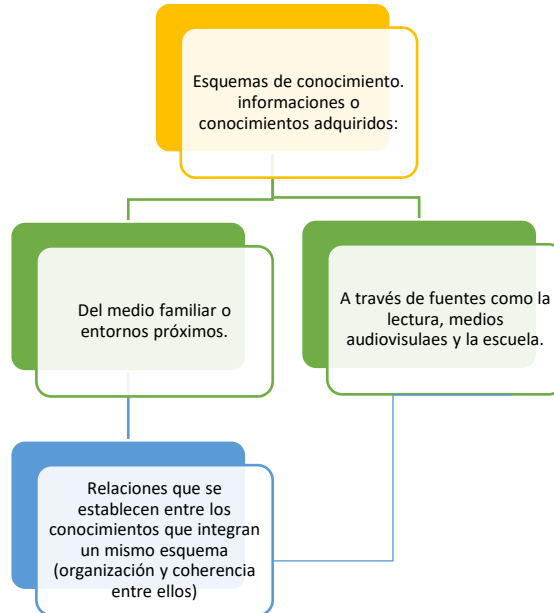 Esquemas de conocimiento.
informaciones o
conocimientos adquiridos:
Del medio familiar o
entornos próximos.
A través de fuentes como la
lectura, medios
audiovisulaes y la escuela.
Relaciones que se
establecen entre los
conocimientos que integran
un mismo esquema
(organización y coherencia
entre ellos)